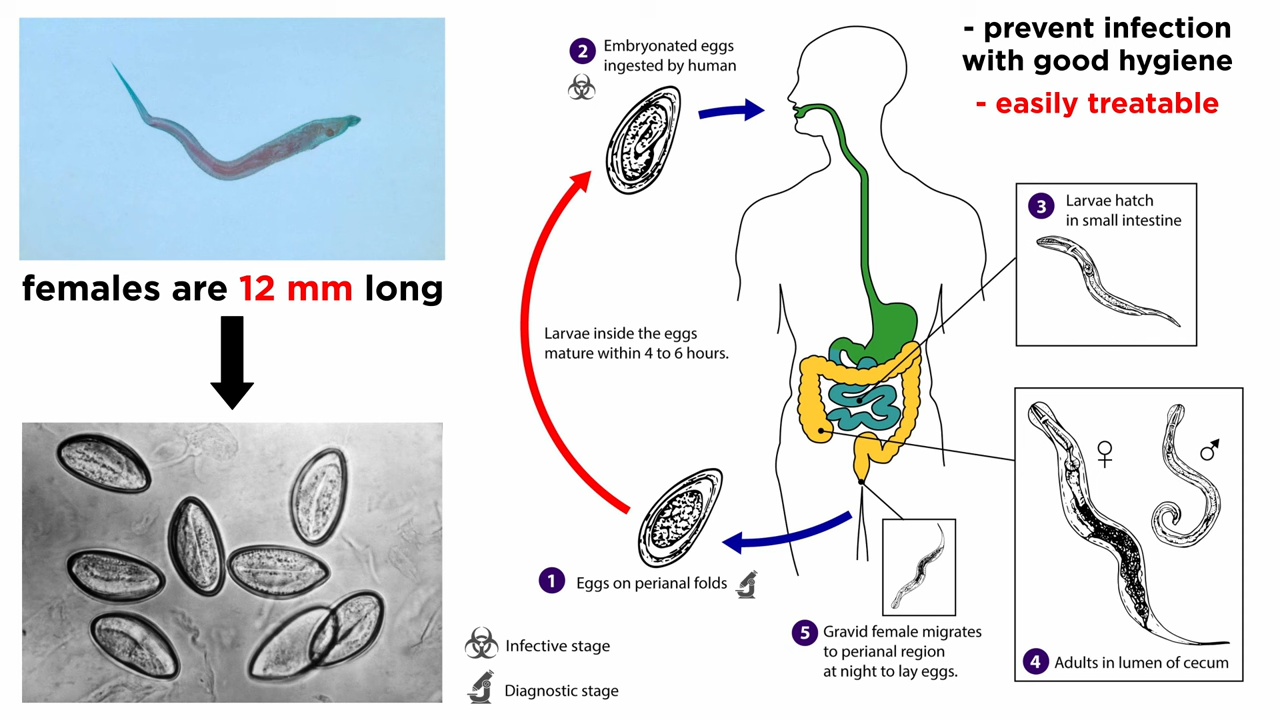 females are 12 mm long
- prevent infection
with good hygiene
- easily treatable
2 Embryonated eggs
ingested by human
Larvae inside the eggs
mature within 4 to 6 hours.
3 Larvae hatch
in small intestine
1 Eggs on perianal folds
5 Gravid female migrates
to perianal region
at night to lay eggs.
♀ ♂
4 Adults in lumen of cecum
Infective stage
Diagnostic stage